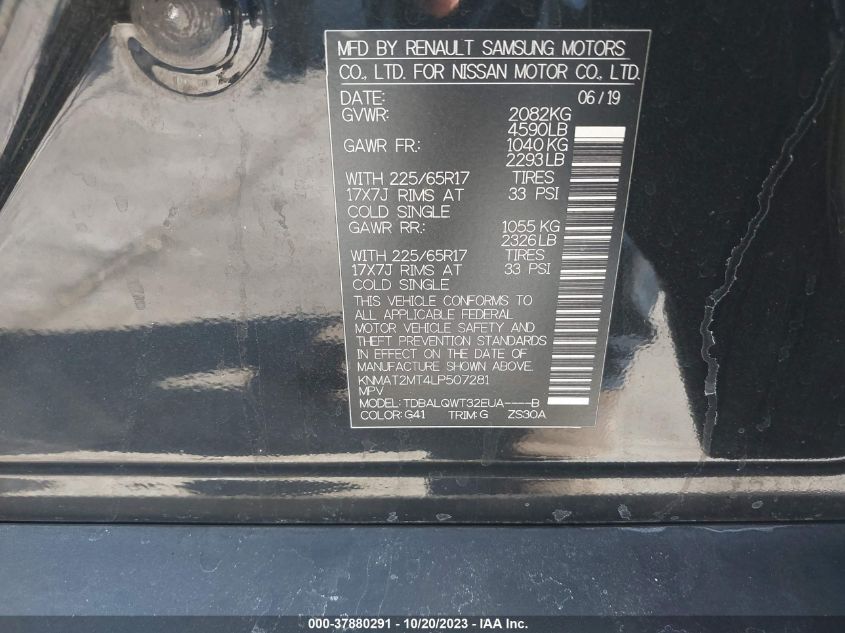 MFD BY RENAULT SAMSUNG MOTORS
CO., LTD. FOR NISSAN MOTOR CO., LTD.
DATE: 06/19
GVWR: 2082KG
4590LB
GAWR FR.: 1040 KG
2293 LB
WITH 225/65R17 TIRES
17X7J RIMS AT 33 PSI
COLD SINGLE
GAWR RR.: 1055 KG
2326 LB
WITH 225/65R17 TIRES
17X7J RIMS AT 33 PSI
COLD SINGLE
THIS VEHICLE CONFORMS TO
ALL APPLICABLE FEDERAL
MOTOR VEHICLE SAFETY AND
THEFT PREVENTION STANDARDS
IN EFFECT ON THE DATE OF
MANUFACTURE SHOWN ABOVE.
KNMAT2MT4LP507281
MPV
MODEL: TDBALQWT32EUA----B
COLOR: G41 TRIM: G ZS30A
000-37880291 - 10/20/2023 - IAA Inc.